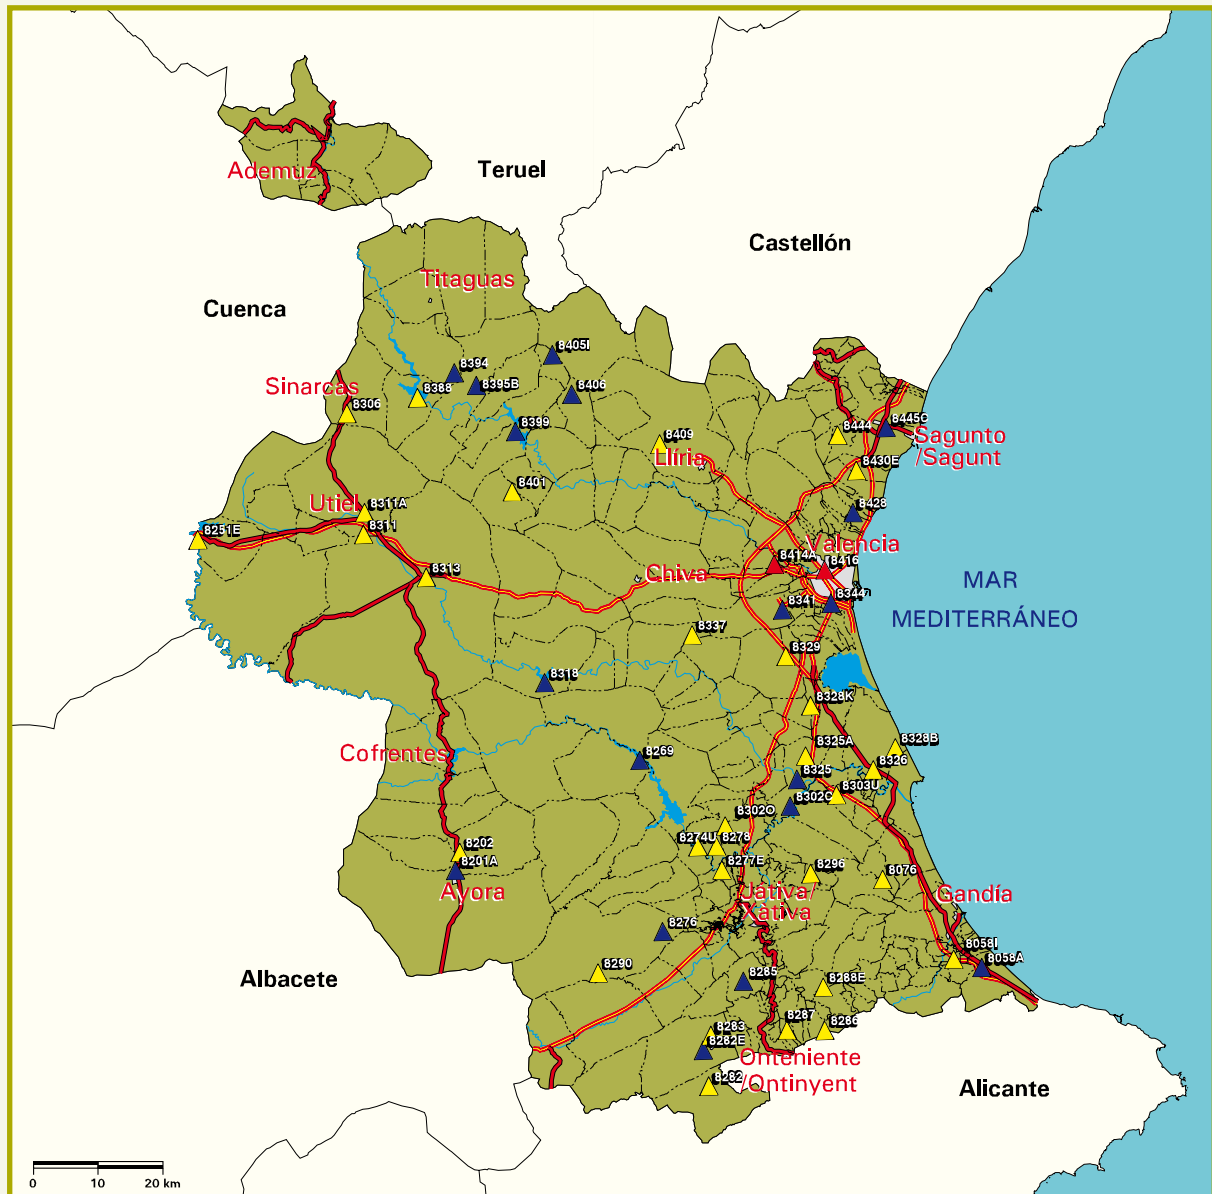 Ademuz
Teruel
Castellón
Titaguas
Cuenca
8405I
8394
8395B
8388
8406
Sinarcas
8306
8399
8409
8444
8445C
Sagunto
/Sagunt
Llíria
8430E
8401
Utiel
8311A
8428
8311
8251E
Valencia
8414A
8416
Chiva
8313
MAR
MEDITERRÁNEO
8341
8344
8337
8329
8318
8328K
Cofrentes
8269
8325A
8328B
8325
8326
8303U
8302C
8302O
8202
8274U
8278
8201A
8277E
8296
8076
Ayora
Játiva/
Xàtiva
Gandía
8276
8058I
8058A
8290
8285
8288E
Albacete
8283
8287
8286
8282E
Onteniente
/Ontinyent
8282
Alicante
0 10 20 km